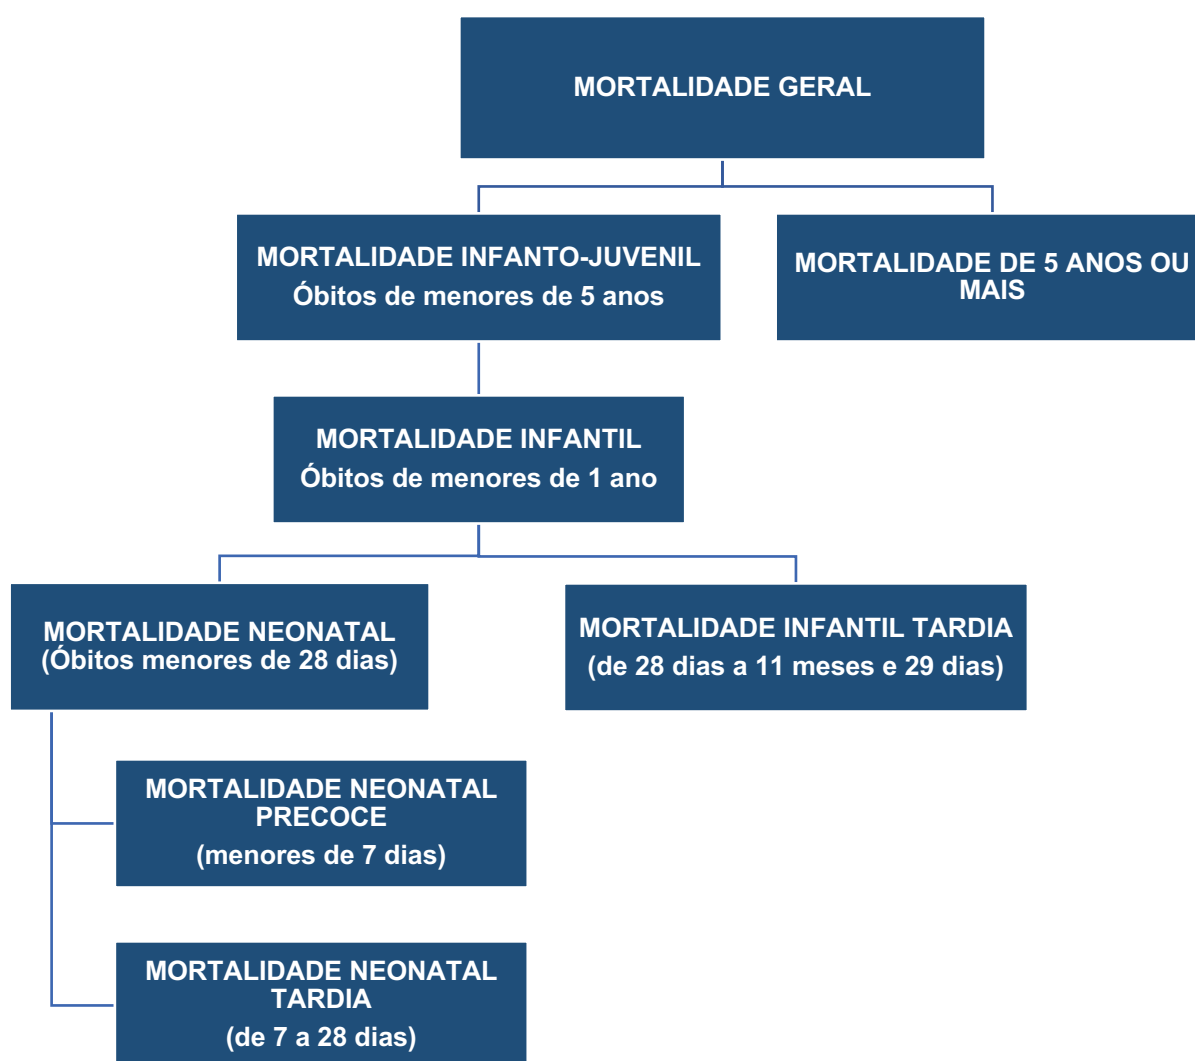 MORTALIDADE GERAL
MORTALIDADE INFANTO-JUVENIL
Óbitos de menores de 5 anos
MORTALIDADE DE 5 ANOS OU
MAIS
MORTALIDADE INFANTIL
Óbitos de menores de 1 ano
MORTALIDADE NEONATAL
(Óbitos menores de 28 dias)
MORTALIDADE INFANTIL TARDIA
(de 28 dias a 11 meses e 29 dias)
MORTALIDADE NEONATAL
PRECOCE
(menores de 7 dias)
MORTALIDADE NEONATAL
TARDIA
(de 7 a 28 dias)